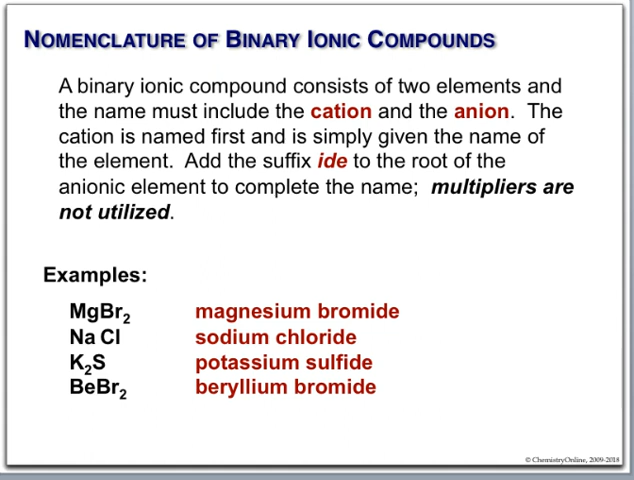 NOMENCLATURE OF BINARY IONIC COMPOUNDS
A binary ionic compound consists of two elements and
the name must include the cation and the anion. The
cation is named first and is simply given the name of
the element. Add the suffix ide to the root of the
anionic element to complete the name; multipliers are
not utilized.
Examples:
MgBr₂ magnesium bromide
Na Cl sodium chloride
K₂S potassium sulfide
BeBr₂ beryllium bromide
© ChemistryOnline, 2009-2018